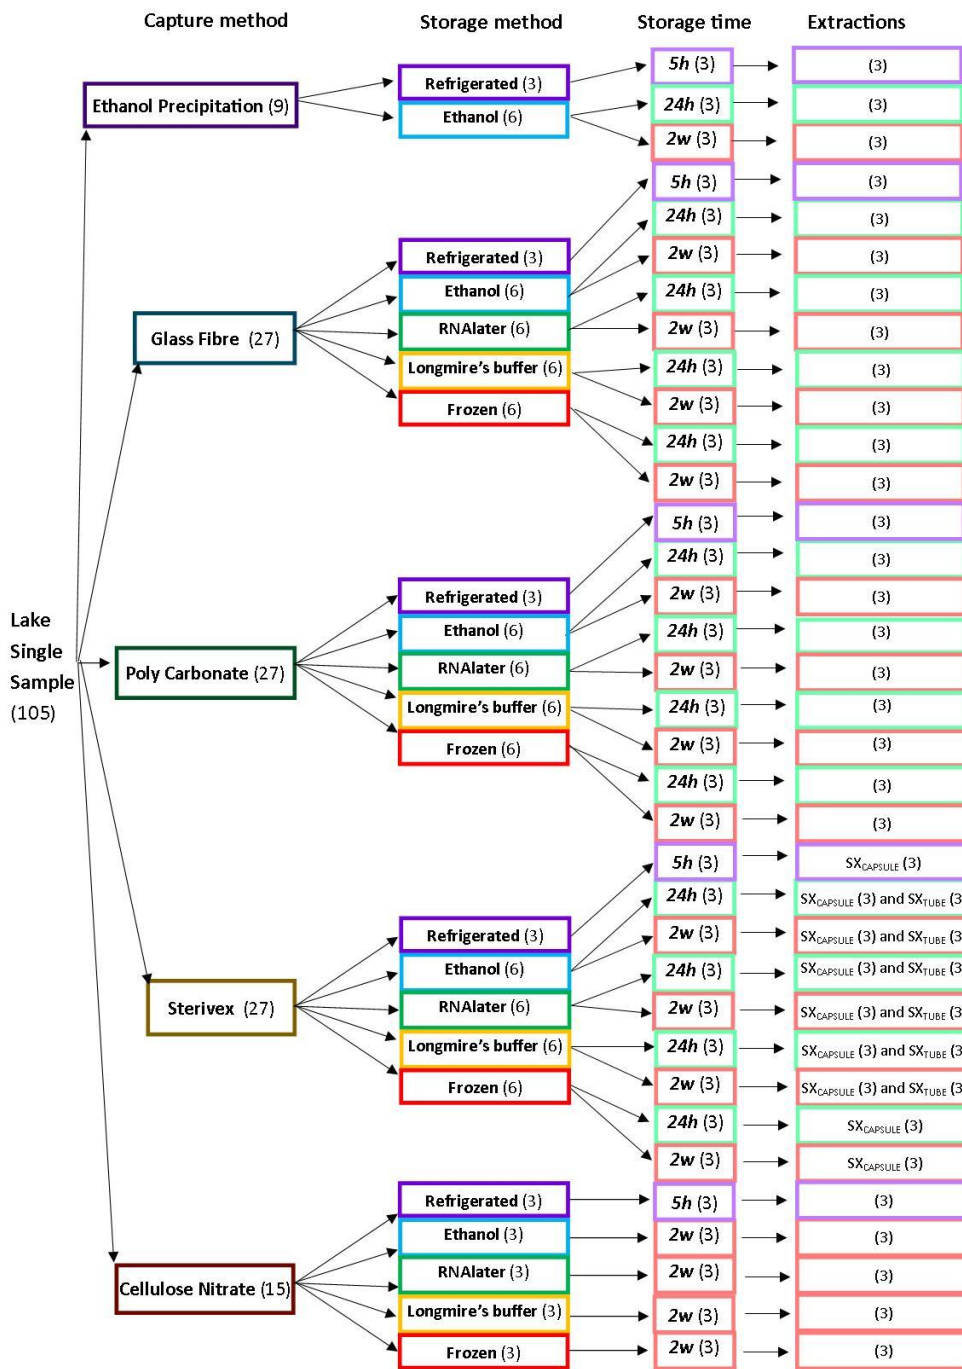 Capture method Storage method Storage time Extractions
5h (3) (3)
Refrigerated (3)
Ethanol Precipitation (9) 24h (3) (3)
Ethanol (6)
2w (3) (3)
5h (3) (3)
24h (3) (3)
Refrigerated (3) 2w (3) (3)
Ethanol (6) 24h (3) (3)
Glass Fibre (27) RNAlater (6) 2w (3) (3)
Longmire's buffer (6) 24h (3) (3)
Frozen (6) 2w (3) (3)
24h (3) (3)
2w (3) (3)
5h (3) (3)
24h (3) (3)
Refrigerated (3) 2w (3) (3)
Lake
Single
Sample
(105)
Ethanol (6) 24h (3) (3)
Poly Carbonate (27) RNAlater (6) 2w (3) (3)
Longmire's buffer (6) 24h (3) (3)
Frozen (6) 2w (3) (3)
24h (3) (3)
2w (3) (3)
5h (3) SXCAPSULE (3)
24h (3) SXCAPSULE (3) and SXTUBE (3
Refrigerated (3) 2w (3) SXCAPSULE (3) and SXTUBE (3
Ethanol (6) 24h (3) SXCAPSULE (3) and SXTUBE (3
Sterivex (27) RNAlater (6) 2w (3) SXCAPSULE (3) and SXTUBE (3
Longmire's buffer (6) 24h (3) SXCAPSULE (3) and SXTUBE (3
Frozen (6) 2w (3) SXCAPSULE (3) and SXTUBE (3
24h (3) SXCAPSULE (3)
2w (3) SXCAPSULE (3)
Refrigerated (3) 5h (3) (3)
Ethanol (3) 2w (3) (3)
Cellulose Nitrate (15) RNAlater (3) 2w (3) (3)
Longmire's buffer (3) 2w (3) (3)
Frozen (3) 2w (3) (3)